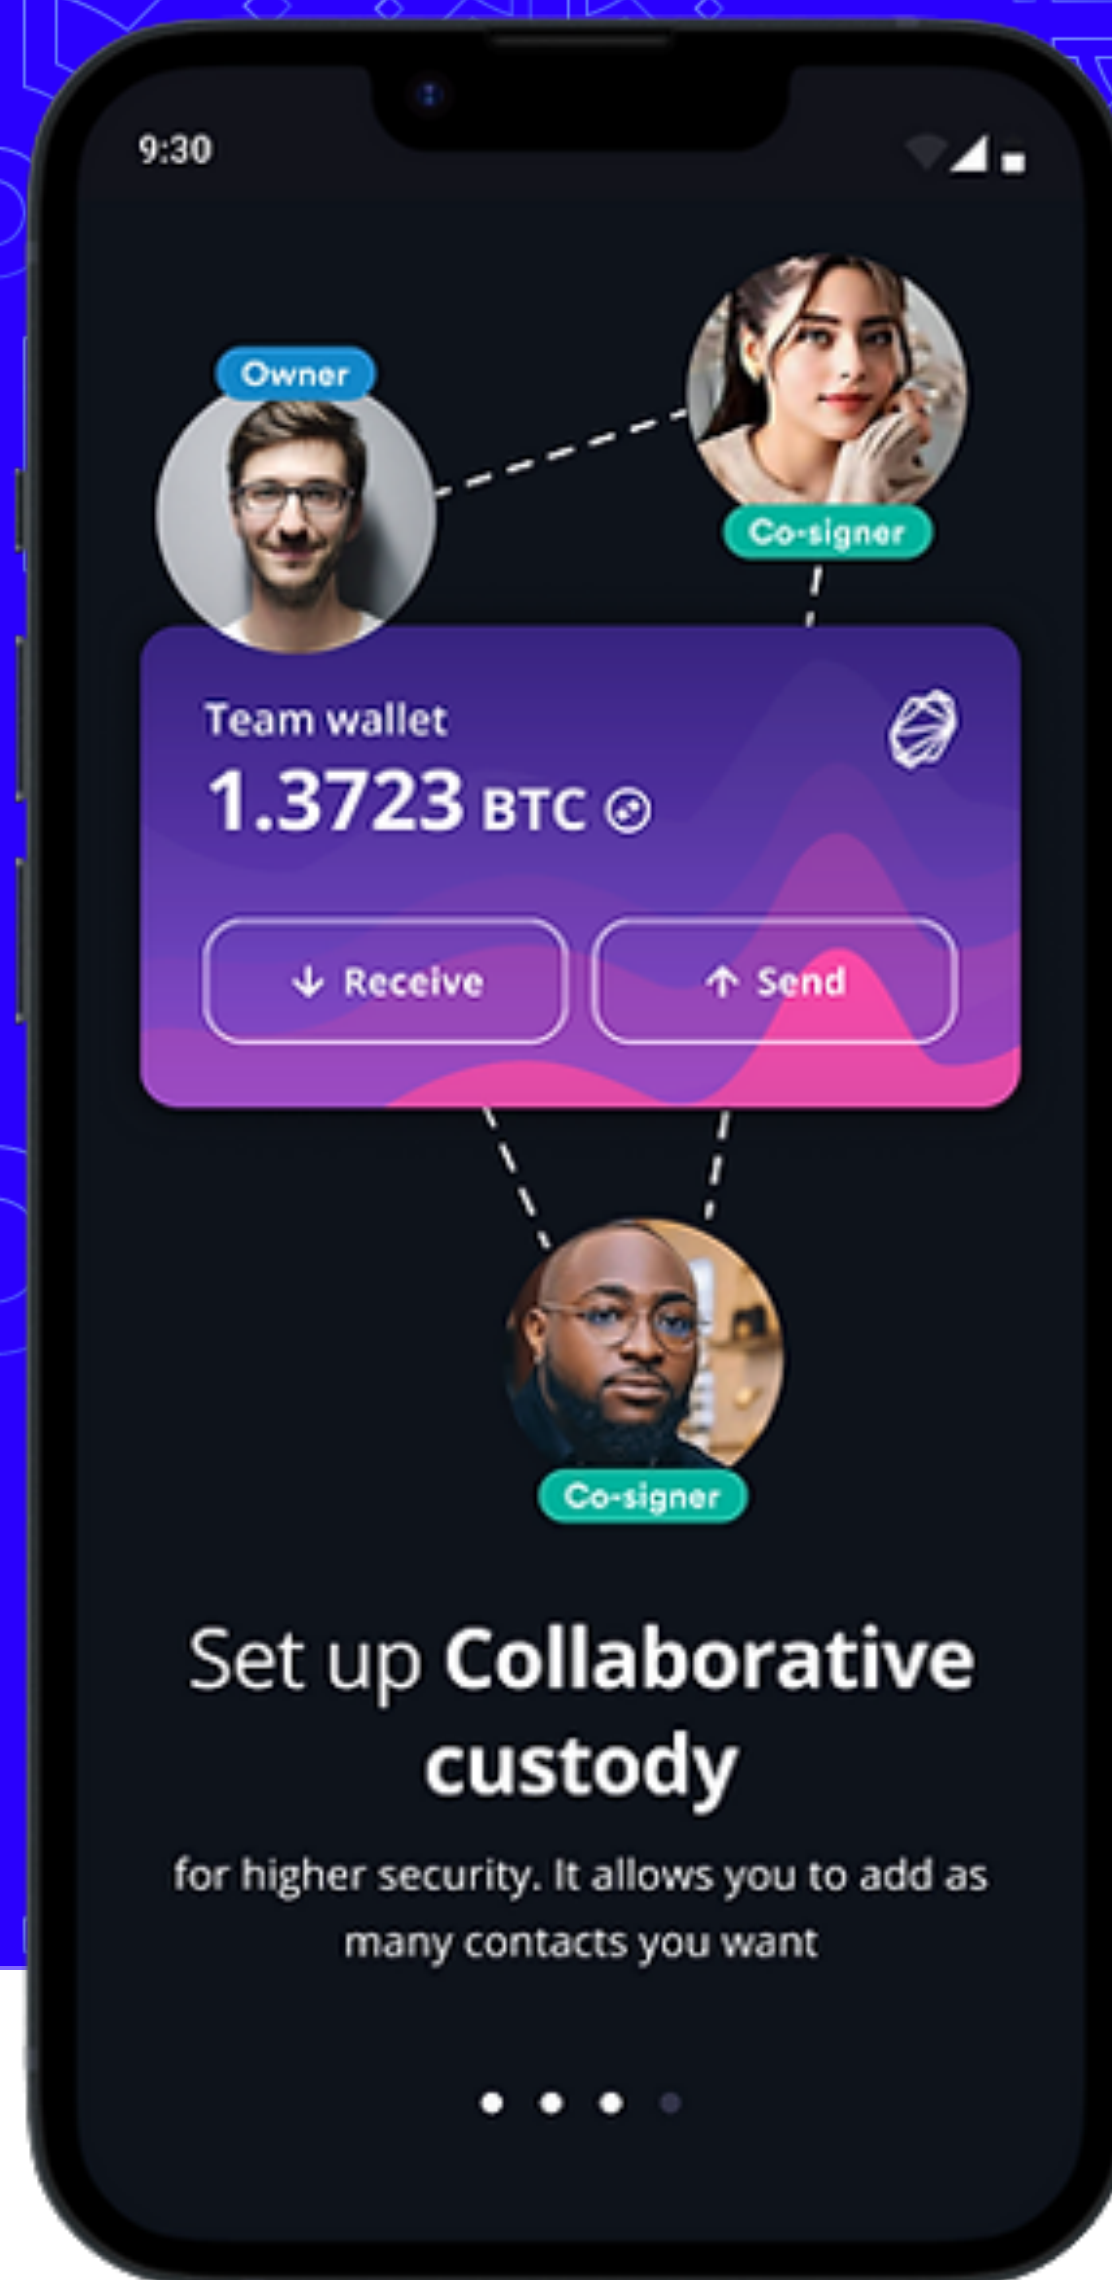 9:30
Owner
Co-signer
Team wallet
1.3723 BTC
↓ Receive
↑ Send
Co-signer
Set up Collaborative
custody
for higher security. It allows you to add as
many contacts you want